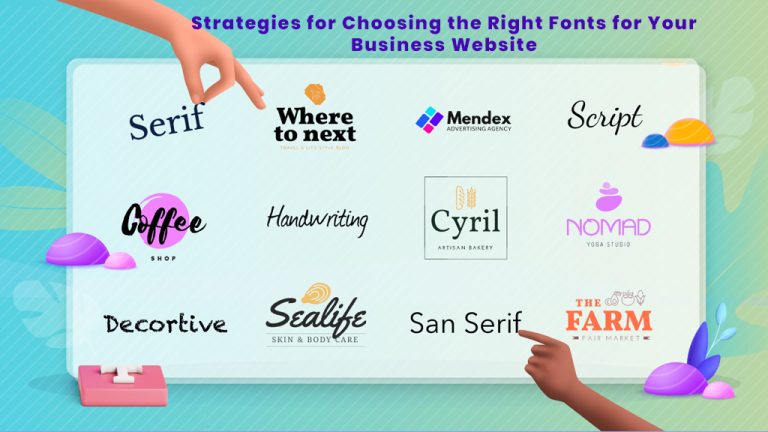 Strategies for Choosing the Right Fonts for Your
Business Website
Serif
Where
to next
TRAVEL & LIFE STYLE BLOG
Mendex
ADVERTISING AGENCY
Script
Coffee
SHOP
Handwriting
Cyril
ARTISAN BAKERY
NOMAD
YOGA STUDIO
Decortive
Sealife
SKIN & BODY CARE
San Serif
THE
FARM
FAIR MARKET
T